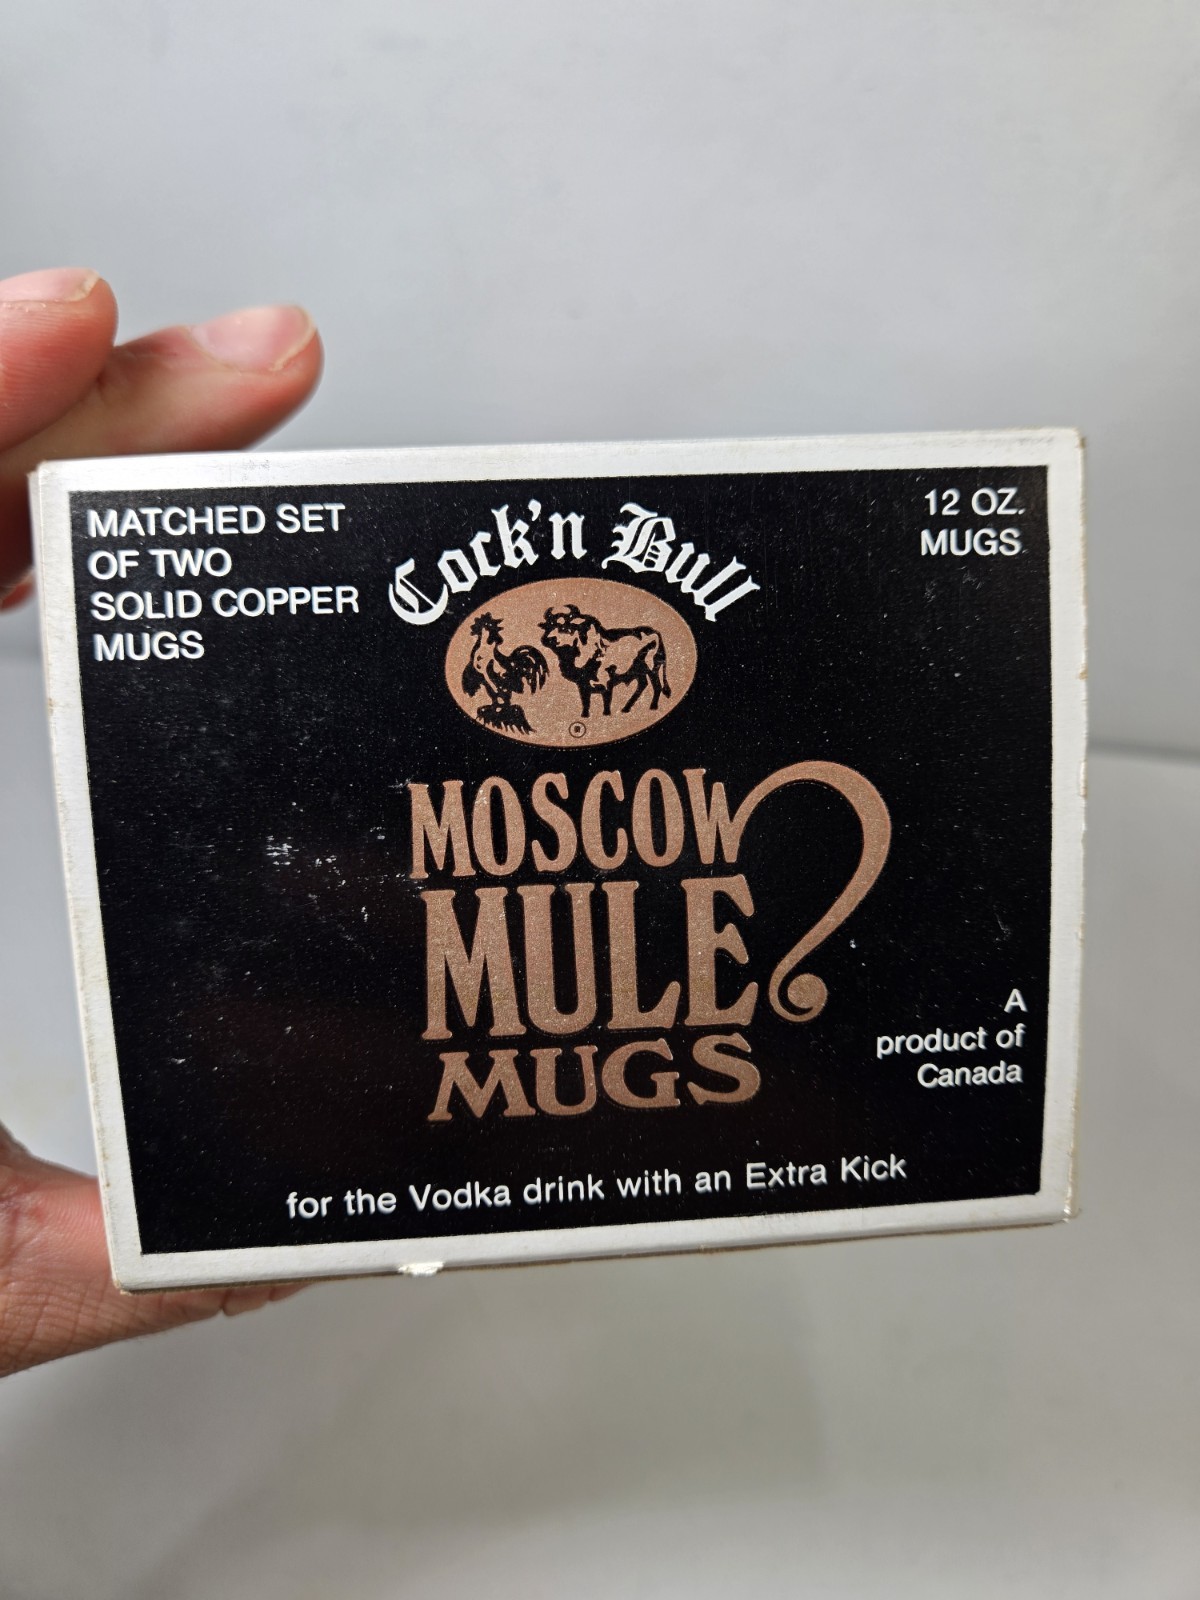 MATCHED SET
OF TWO
SOLID COPPER
MUGS
Cock'n Bull
12 OZ.
MUGS
®
MOSCOW
MULE
MUGS
A
product of
Canada
for the Vodka drink with an Extra Kick